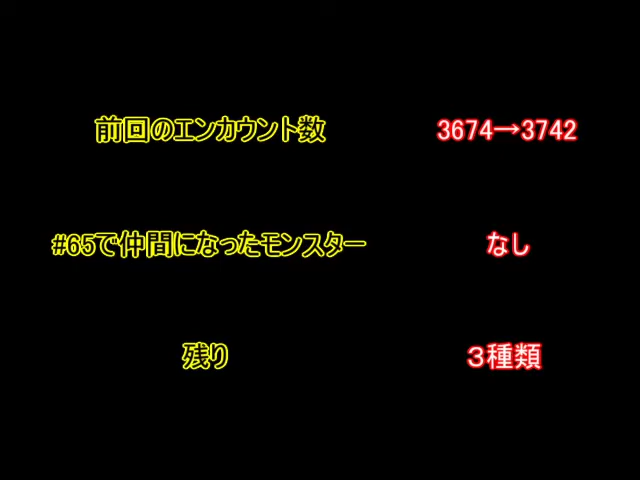 前回のエンカウント数 3674→3742
#65で仲間になったモンスター なし
残り ３種類